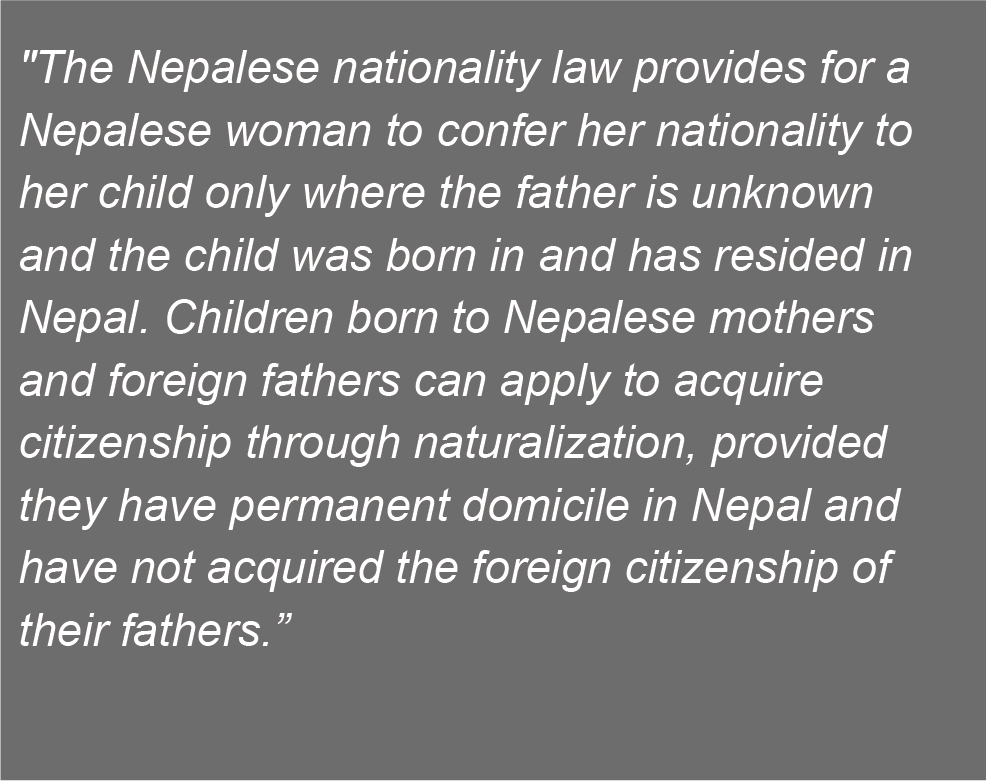 "The Nepalese nationality law provides for a
Nepalese woman to confer her nationality to
her child only where the father is unknown
and the child was born in and has resided in
Nepal. Children born to Nepalese mothers
and foreign fathers can apply to acquire
citizenship through naturalization, provided
they have permanent domicile in Nepal and
have not acquired the foreign citizenship of
their fathers.”